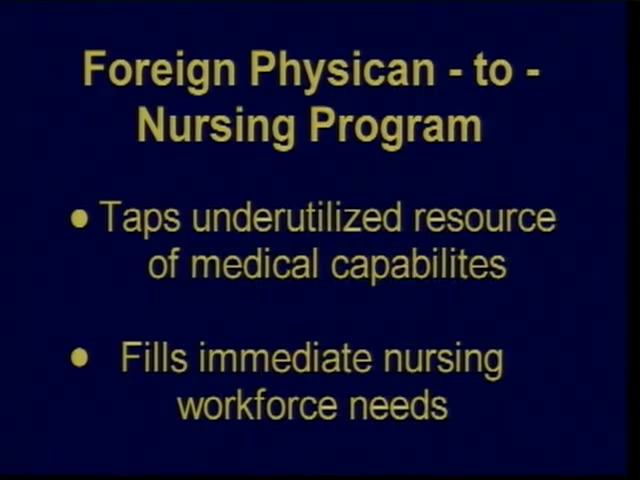 Foreign Physican - to -
Nursing Program
● Taps underutilized resource
of medical capabilites
● Fills immediate nursing
workforce needs